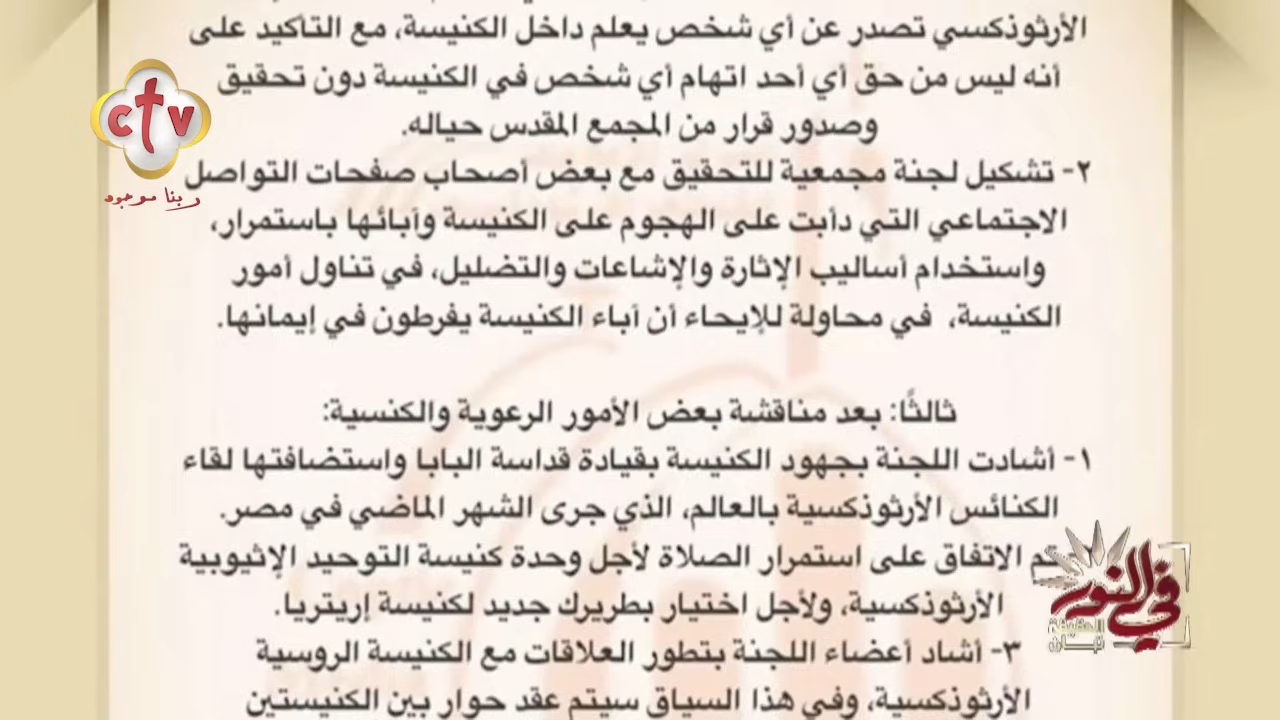 الأرثوذكسي تصدر عن أي شخص يعلم داخل الكنيسة، مع التأكيد على
أنه ليس من حق أي أحد اتهام أي شخص في الكنيسة دون تحقيق
وصدور قرار من المجمع المقدس حياله.
٢- تشكيل لجنة مجمعية للتحقيق مع بعض أصحاب صفحات التواصل
الاجتماعي التي دأبت على الهجوم على الكنيسة وآبائها باستمرار،
واستخدام أساليب الإثارة والإشاعات والتضليل، في تناول أمور
الكنيسة، في محاولة للإيحاء أن أباء الكنيسة يفرطون في إيمانها.
ثالثًا: بعد مناقشة بعض الأمور الرعوية والكنسية:
١- أشادت اللجنة بجهود الكنيسة بقيادة قداسة البابا واستضافتها لقاء
الكنائس الأرثوذكسية بالعالم، الذي جرى الشهر الماضي في مصر.
الاتفاق على استمرار الصلاة لأجل وحدة كنيسة التوحيد الإثيوبية
الأرثوذكسية، ولأجل اختيار بطريرك جديد لكنيسة إريتريا.
٣- أشاد أعضاء اللجنة بتطور العلاقات مع الكنيسة الروسية
الأرثوذكسية، وفي هذا السياق سيتم عقد حوار بين الكنيستين
ctv
ربنا موجود
في النور
الحقيقة
تبان